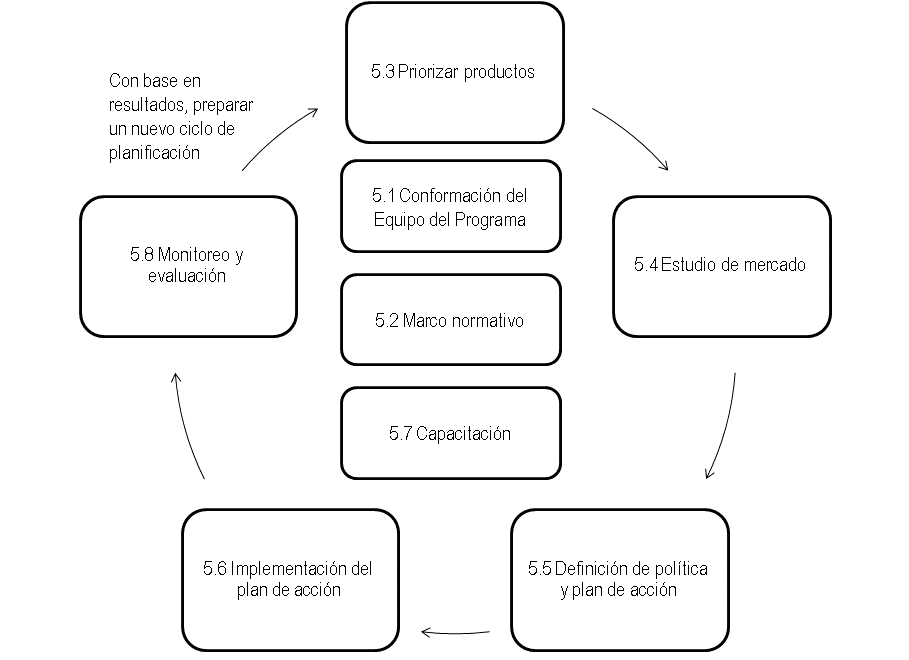 5.3 Priorizar productos
Con base en
resultados, preparar
un nuevo ciclo de
planificación
5.1 Conformación del
Equipo del Programa
5.8 Monitoreo y
evaluación
5.4 Estudio de mercado
5.2 Marco normativo
5.7 Capacitación
5.6 Implementación del
plan de acción
5.5 Definición de política
y plan de acción